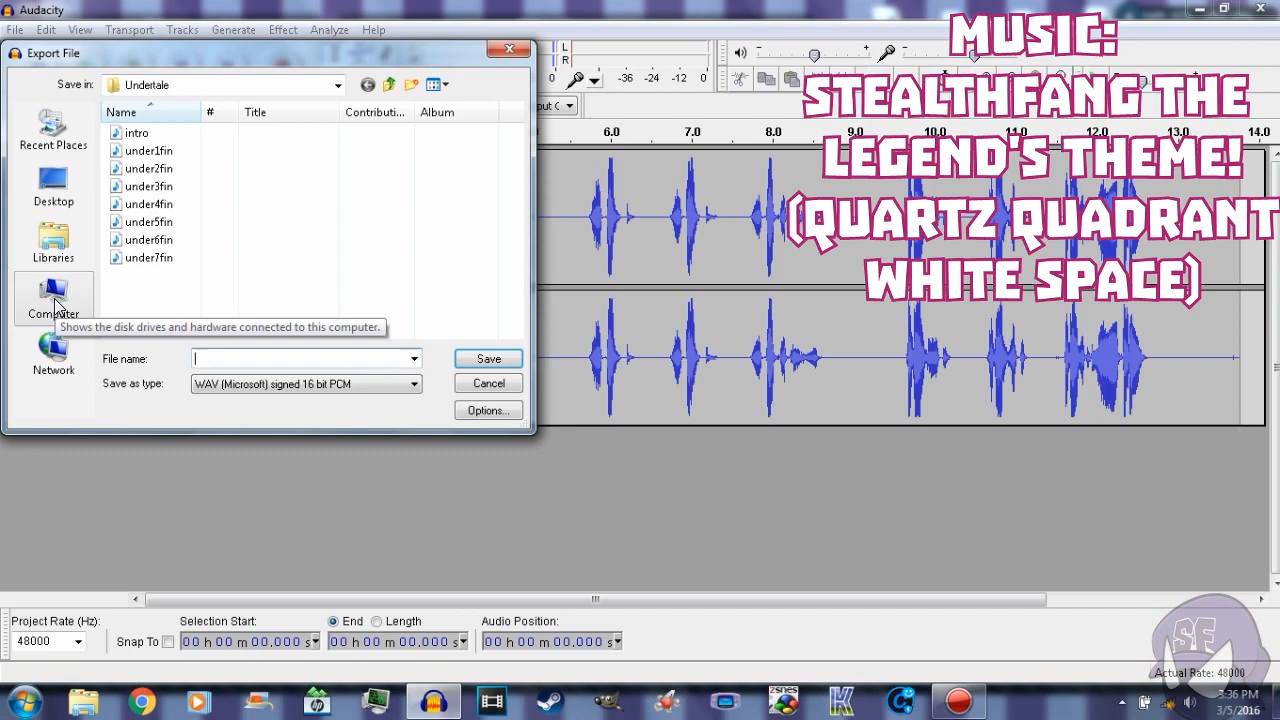 Audacity
File Edit View Transport Tracks Generate Effect Analyze Help
Export File
Save in: Undertale
Name # Title Contributi... Album
intro
under1fin
under2fin
under3fin
under4fin
under5fin
under6fin
under7fin
Recent Places
Desktop
Libraries
Computer
Network
Shows the disk drives and hardware connected to this computer.
File name: Save
Save as type: WAV (Microsoft) signed 16 bit PCM Cancel
Options...
L
R
0 -36 -24 -12 0
6.0 7.0 8.0 9.0 10.0 11.0 12.0 13.0 14.0
MUSIC:
STEALTHFANG THE
LEGEND'S THEME!
(QUARTZ QUADRANT
WHITE SPACE)
Project Rate (Hz): Selection Start: End Length Audio Position:
48000 Snap To 00 h 00 m 00.000 s 00 h 00 m 00.000 s 00 h 00 m 00.000 s
SF
Actual Rate: 48000
zsnes
3:36 PM
3/5/2016